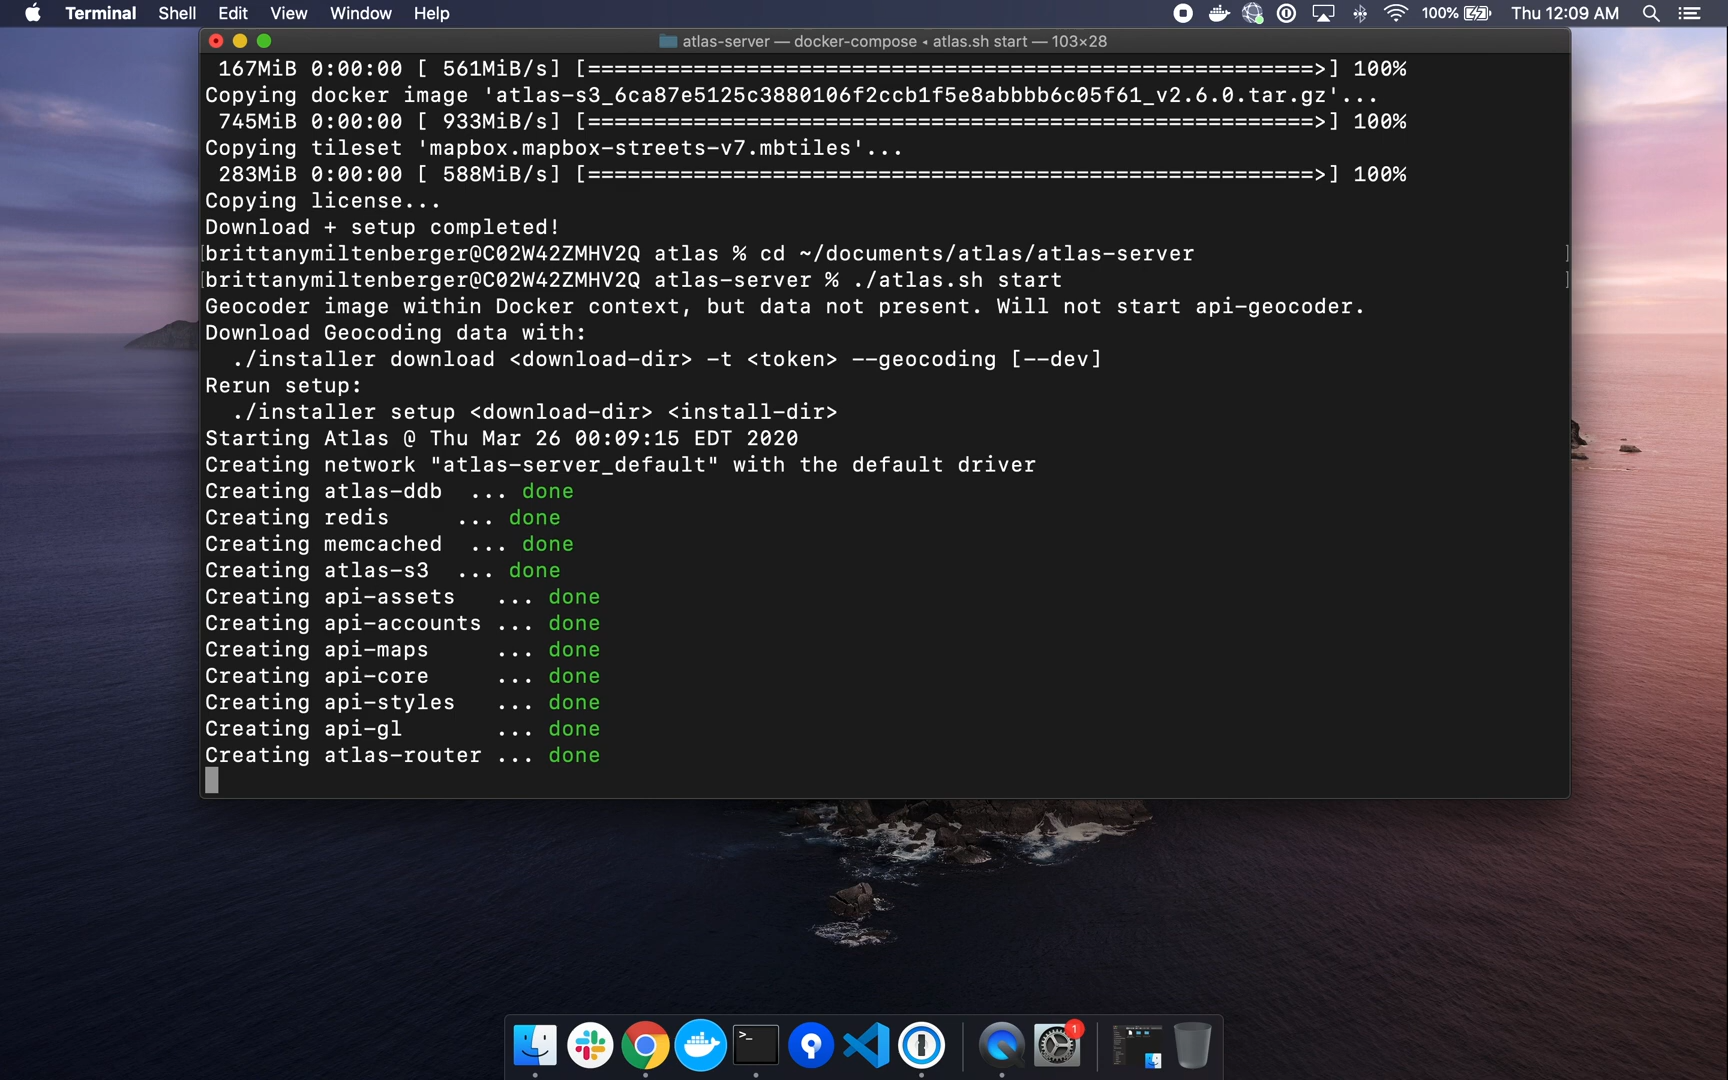 Terminal Shell Edit View Window Help 100% Thu 12:09 AM
atlas-server — docker-compose ◂ atlas.sh start — 103×28
167MiB 0:00:00 [ 561MiB/s] [=======================================================>] 100%
Copying docker image 'atlas-s3_6ca87e5125c3880106f2ccb1f5e8abbbb6c05f61_v2.6.0.tar.gz'...
745MiB 0:00:00 [ 933MiB/s] [=======================================================>] 100%
Copying tileset 'mapbox.mapbox-streets-v7.mbtiles'...
283MiB 0:00:00 [ 588MiB/s] [=======================================================>] 100%
Copying license...
Download + setup completed!
[brittanymiltenberger@C02W42ZMHV2Q atlas % cd ~/documents/atlas/atlas-server ]
[brittanymiltenberger@C02W42ZMHV2Q atlas-server % ./atlas.sh start ]
Geocoder image within Docker context, but data not present. Will not start api-geocoder.
Download Geocoding data with:
./installer download <download-dir> -t <token> --geocoding [--dev]
Rerun setup:
./installer setup <download-dir> <install-dir>
Starting Atlas @ Thu Mar 26 00:09:15 EDT 2020
Creating network "atlas-server_default" with the default driver
Creating atlas-ddb ... done
Creating redis ... done
Creating memcached ... done
Creating atlas-s3 ... done
Creating api-assets ... done
Creating api-accounts ... done
Creating api-maps ... done
Creating api-core ... done
Creating api-styles ... done
Creating api-gl ... done
Creating atlas-router ... done
>_
1